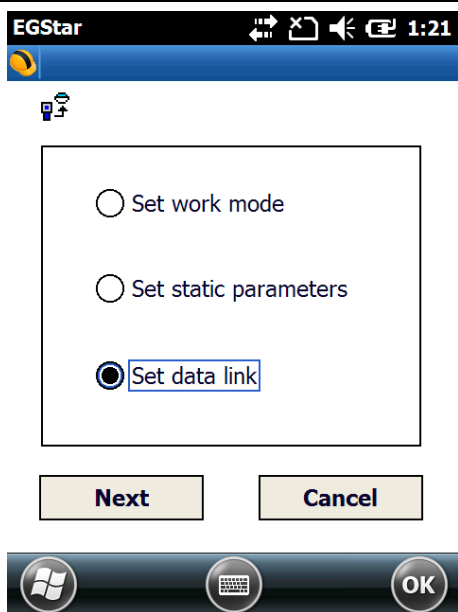 EGStar 1:21
Set work mode
Set static parameters
Set data link
Next Cancel
OK